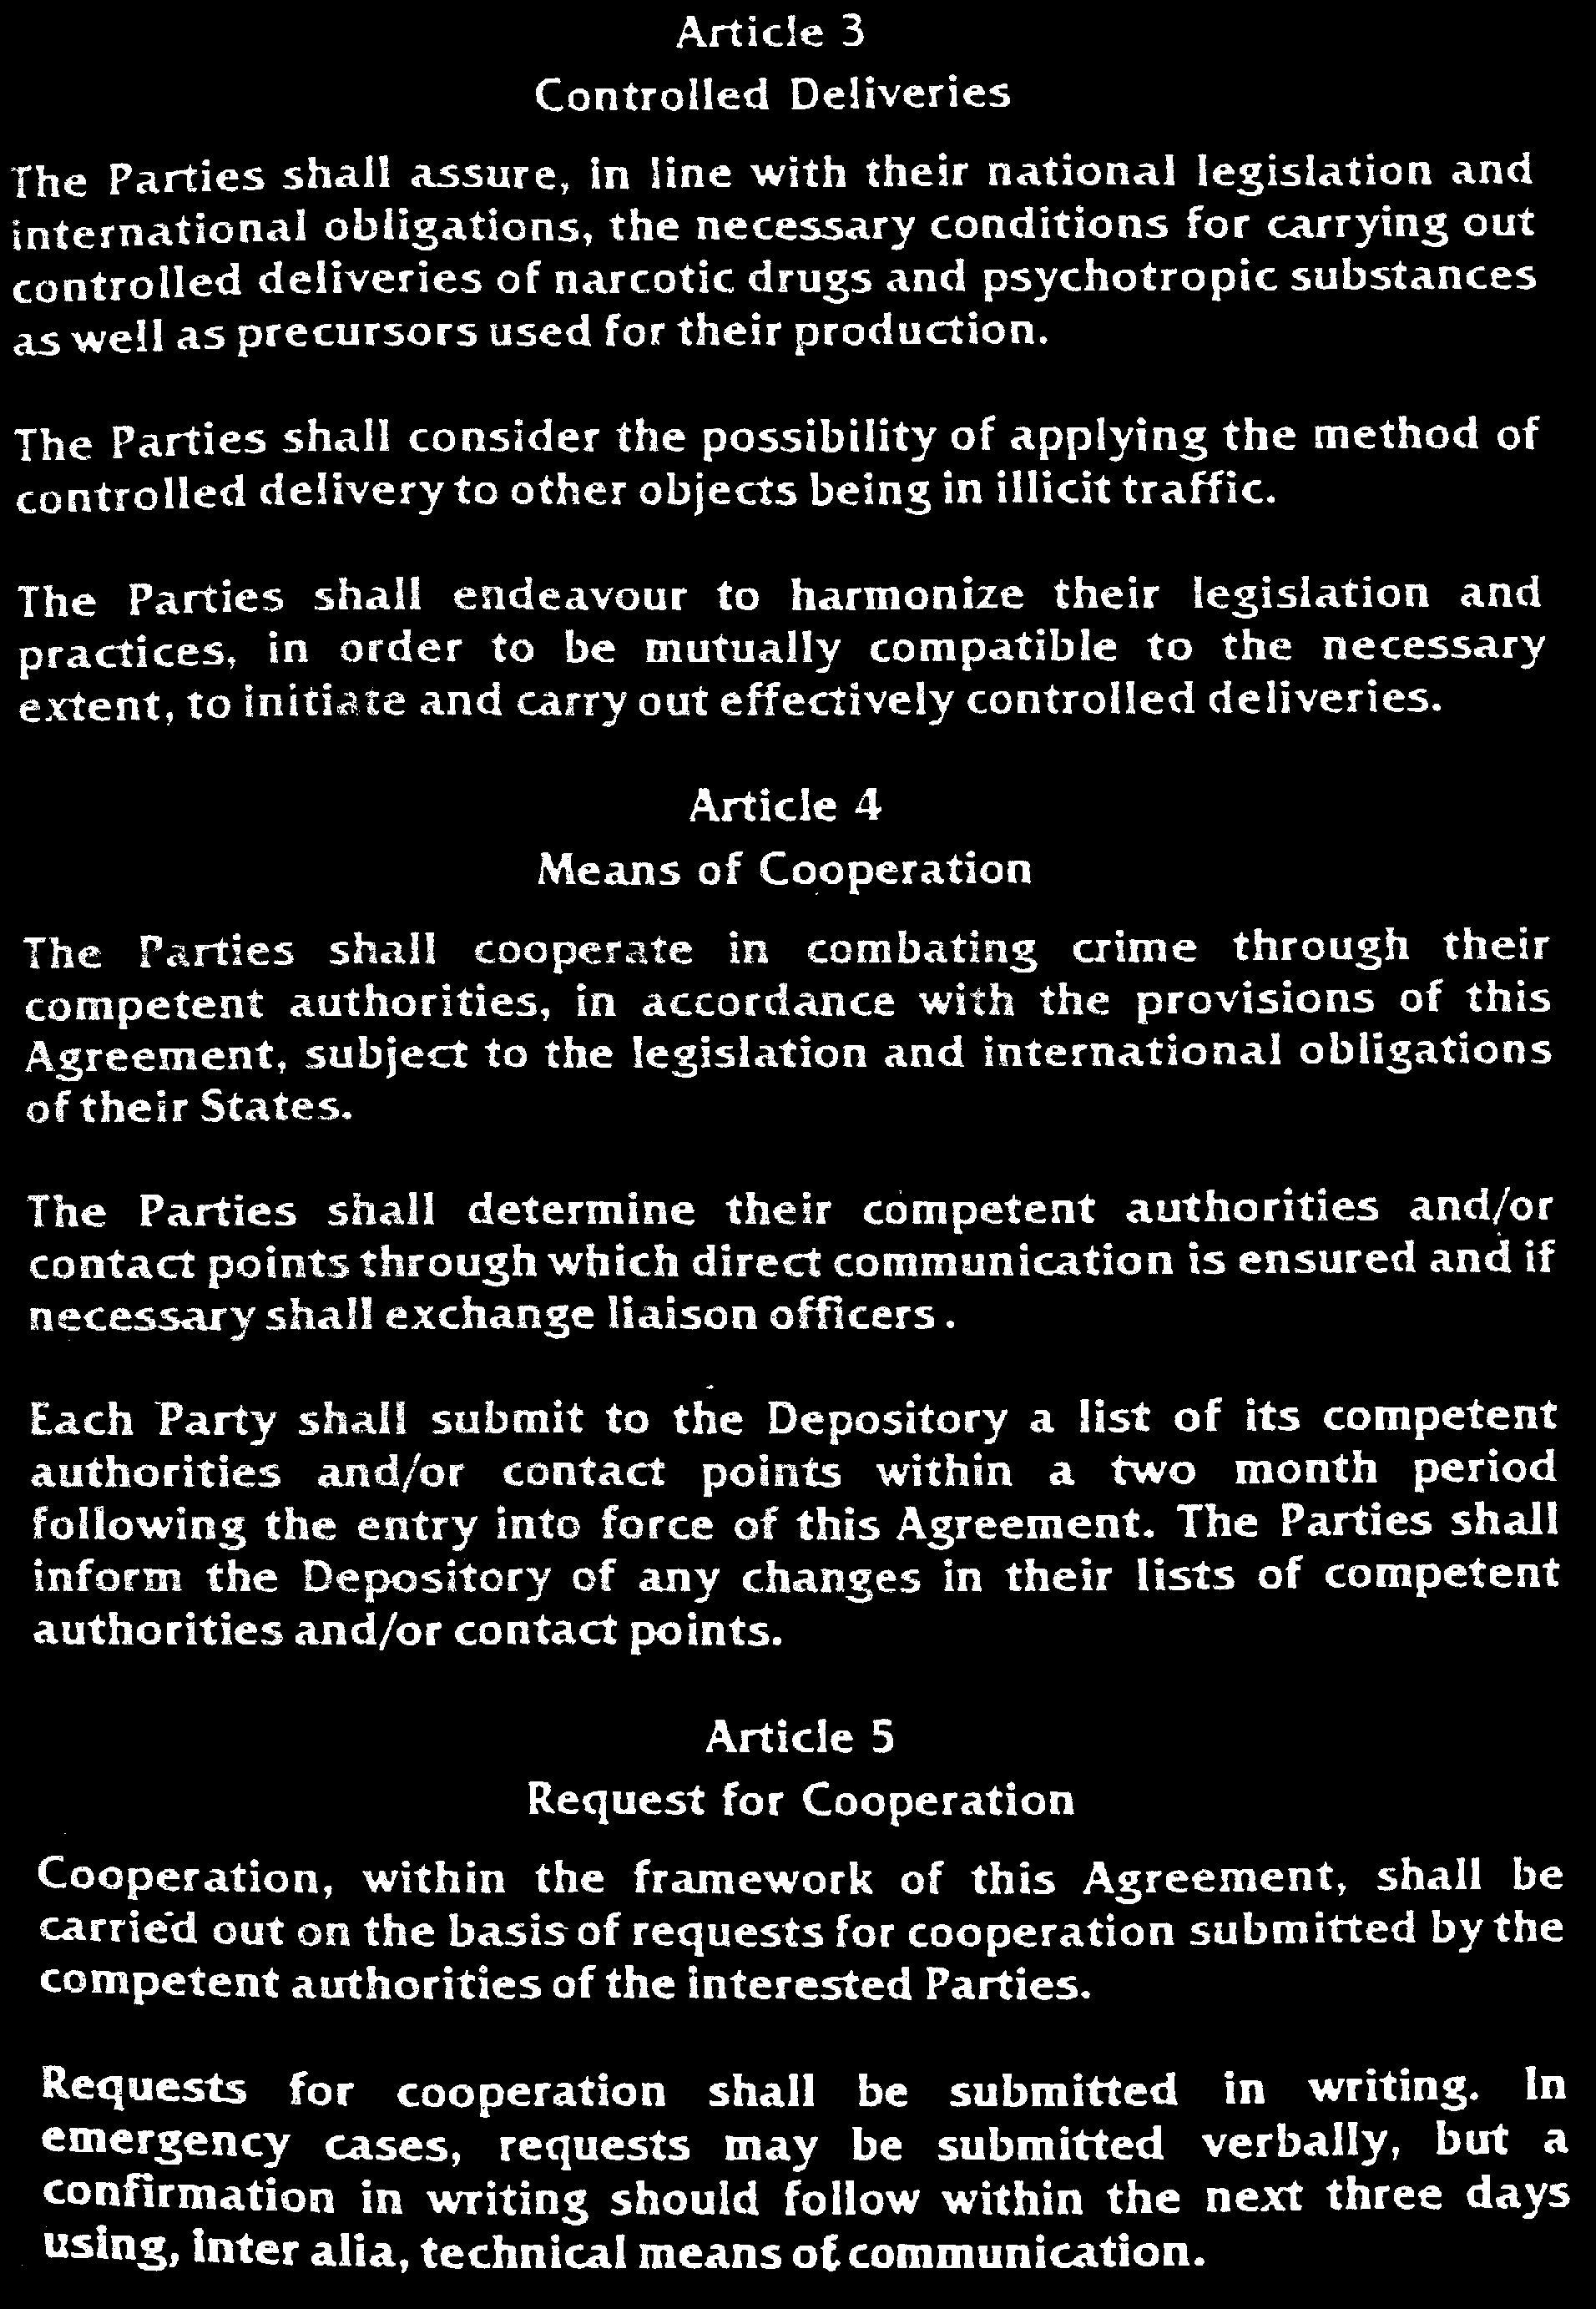 Article 3
Controlled Deliveries
The Parties shall assure, in line with their national legislation and
international obligations, the necessary conditions for carrying out
controlled deliveries of narcotic drugs and psychotropic substances
as well as precursors used for their production.
The Parties shall consider the possibility of applying the method of
controlled delivery to other objects being in illicit traffic.
The Parties shall endeavour to harmonize their legislation and
practices, in order to be mutually compatible to the necessary
extent, to initiate and carry out effectively controlled deliveries.
Article 4
Means of Cooperation
The Parties shall cooperate in combating crime through their
competent authorities, in accordance with the provisions of this
Agreement, subject to the legislation and international obligations
of their States.
The Parties shall determine their competent authorities and/or
contact points through which direct communication is ensured and if
necessary shall exchange liaison officers.
Each Party shall submit to the Depository a list of its competent
authorities and/or contact points within a two month period
following the entry into force of this Agreement. The Parties shall
inform the Depository of any changes in their lists of competent
authorities and/or contact points.
Article 5
Request for Cooperation
Cooperation, within the framework of this Agreement, shall be
carried out on the basis of requests for cooperation submitted by the
competent authorities of the interested Parties.
Requests for cooperation shall be submitted in writing. In
emergency cases, requests may be submitted verbally, but a
confirmation in writing should follow within the next three days
using, inter alia, technical means of communication.